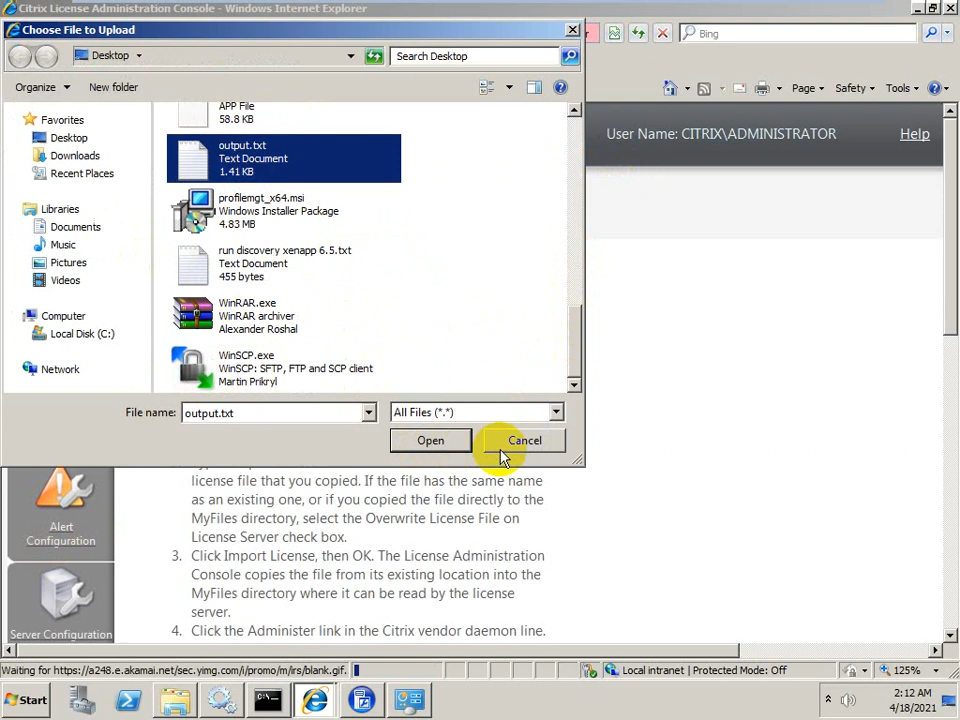 Citrix License Administration Console - Windows Internet Explorer
Choose File to Upload
Desktop
Search Desktop
Bing
Organize
New folder
Page
Safety
Tools
APP File
58.8 KB
Favorites
Desktop
Downloads
Recent Places
Libraries
Documents
Music
Pictures
Videos
Computer
Local Disk (C:)
Network
output.txt
Text Document
1.41 KB
profilemgt_x64.msi
Windows Installer Package
4.83 MB
run discovery xenapp 6.5.txt
Text Document
455 bytes
WinRAR.exe
WinRAR archiver
Alexander Roshal
WinSCP.exe
WinSCP: SFTP, FTP and SCP client
Martin Prikryl
User Name: CITRIX\ADMINISTRATOR
Help
File name:
output.txt
All Files (*.*)
Open
Cancel
license file that you copied. If the file has the same name
as an existing one, or if you copied the file directly to the
MyFiles directory, select the Overwrite License File on
License Server check box.
3. Click Import License, then OK. The License Administration
Console copies the file from its existing location into the
MyFiles directory where it can be read by the license
server.
4. Click the Administer link in the Citrix vendor daemon line.
Alert
Configuration
Server Configuration
Waiting for https://a248.e.akamai.net/sec.yimg.com/i/promo/m/irs/blank.gif.
Local intranet | Protected Mode: Off
125%
Start
2:12 AM
4/18/2021